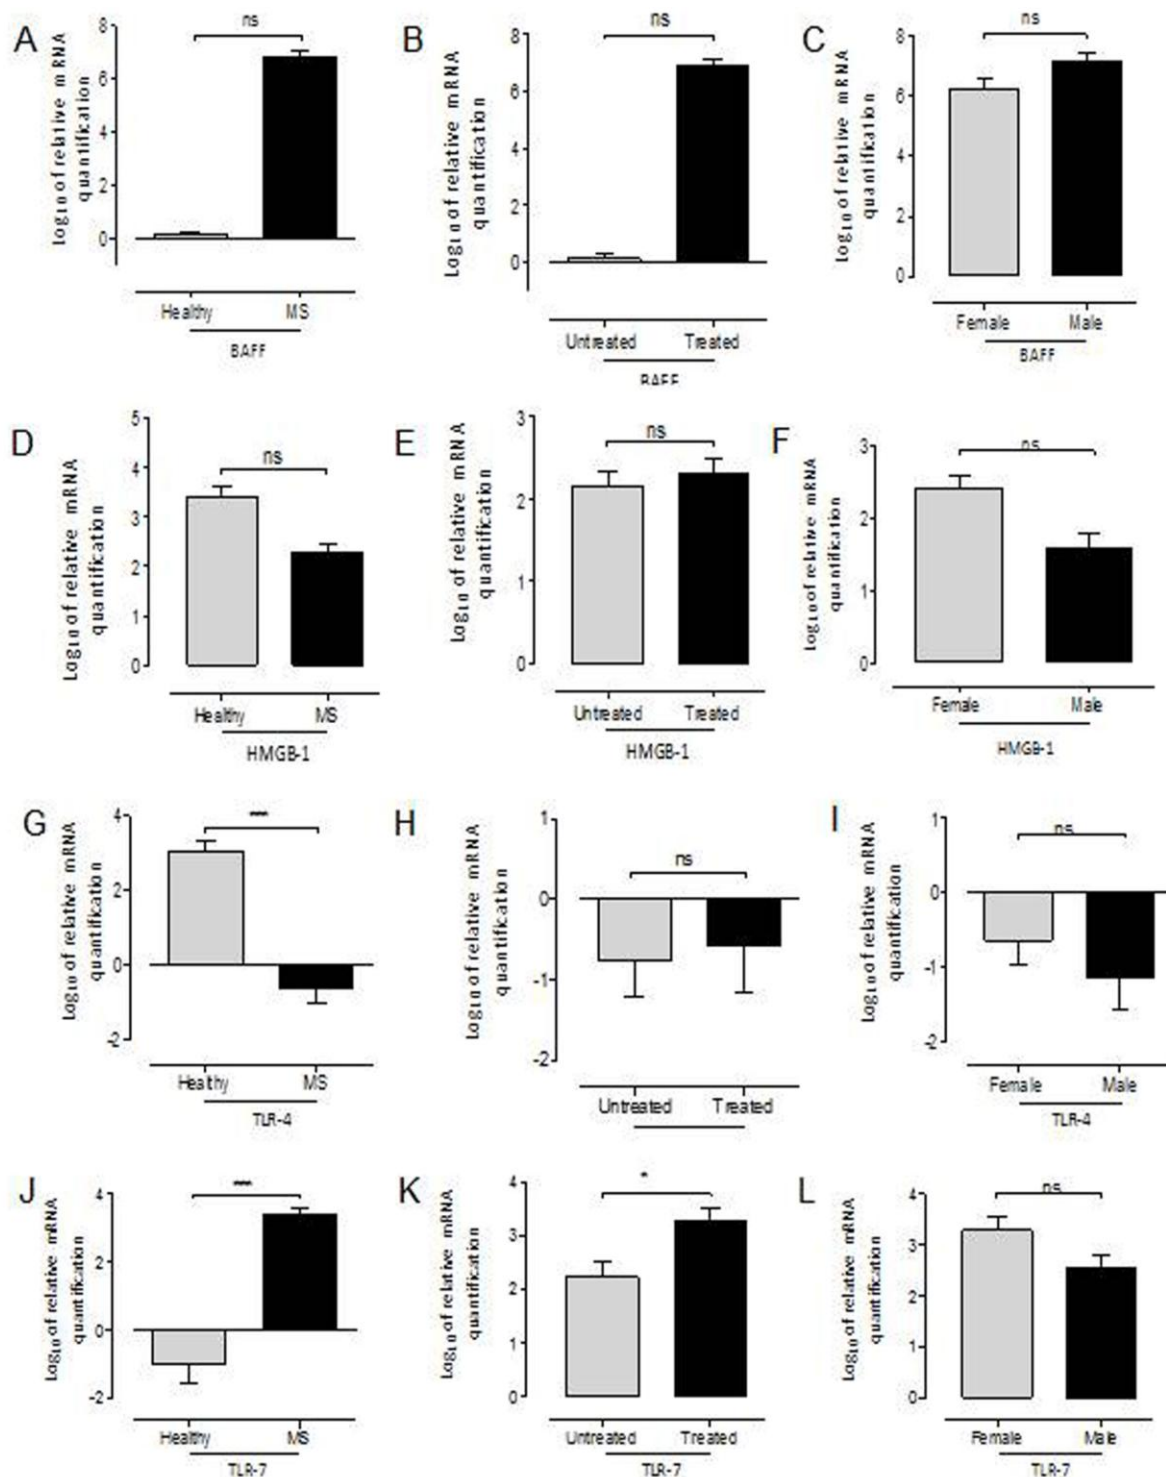 A
Log10 of relative mRNA
quantification
8
6
4
2
0
ns
Healthy MS
BAFF
B
Log10 of relative mRNA
quantification
8
6
4
2
0
ns
Untreated Treated
BAFF
C
Log10 of relative mRNA
quantification
8
6
4
2
0
ns
Female Male
BAFF
D
Log10 of relative mRNA
quantification
5
4
3
2
1
0
ns
Healthy MS
HMGB-1
E
Log10 of relative mRNA
quantification
3
2
1
0
ns
Untreated Treated
HMGB-1
F
Log10 of relative mRNA
quantification
3
2
1
0
ns
Female Male
HMGB-1
G
Log10 of relative mRNA
quantification
4
2
0
-2
***
Healthy MS
TLR-4
H
Log10 of relative mRNA
quantification
1
0
-1
-2
ns
Untreated Treated
I
Log10 of relative mRNA
quantification
1
0
-1
-2
ns
Female Male
TLR-4
J
Log10 of relative mRNA
quantification
4
2
0
-2
***
Healthy MS
TLR-7
K
Log10 of relative mRNA
quantification
4
3
2
1
0
*
Untreated Treated
TLR-7
L
Log10 of relative mRNA
quantification
4
3
2
1
0
ns
Female Male
TLR-7